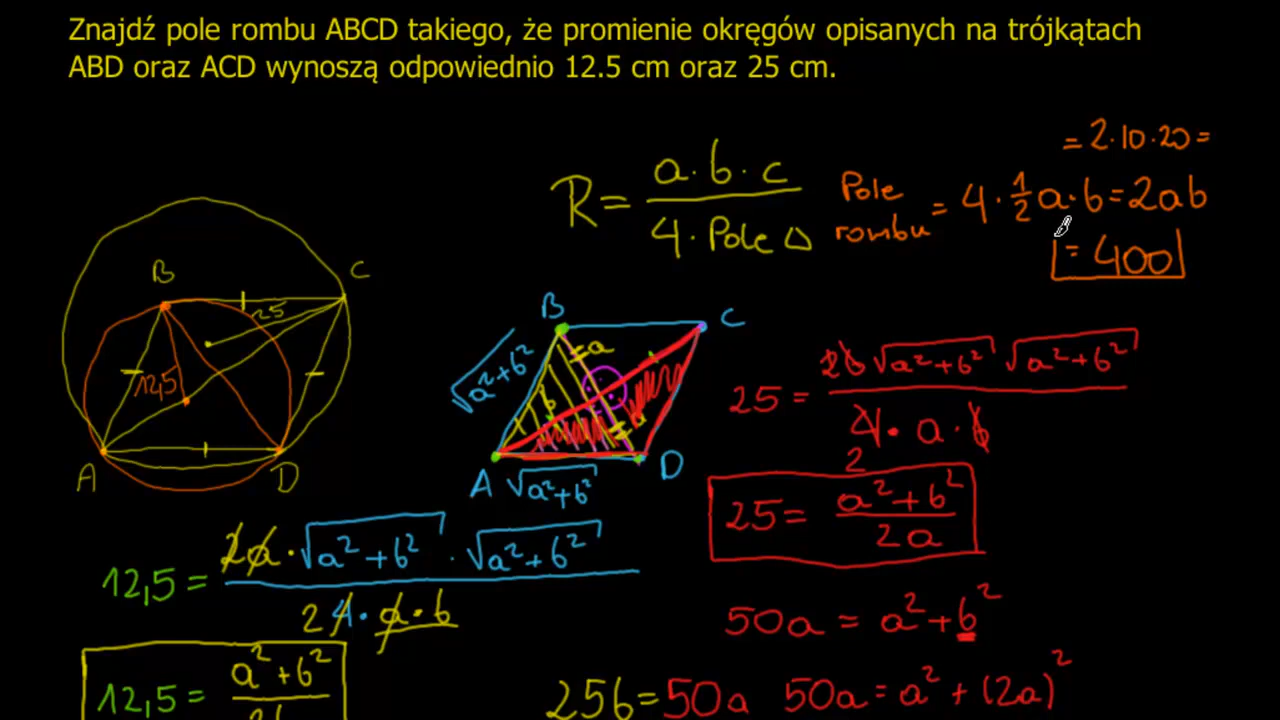 Znajdź pole rombu ABCD takiego, że promienie okręgów opisanych na trójkątach
ABD oraz ACD wynoszą odpowiednio 12.5 cm oraz 25 cm.
= 2·10·20 =
R = a·b·c / 4·Pole Δ
Pole rombu = 4·½a·b = 2ab
= 400
B
C
25
12,5
A
D
B
C
a
b
a
√a²+b²
A
D
√a²+b²
25 = 2b √a²+b² √a²+b² / 4·a·b
2
25 = a²+b² / 2a
12,5 = 2a·√a²+b²·√a²+b² / 4·a·b
2
50a = a²+b²
12,5 = a²+b² / 2b
25b = 50a
50a = a²+(2a)²